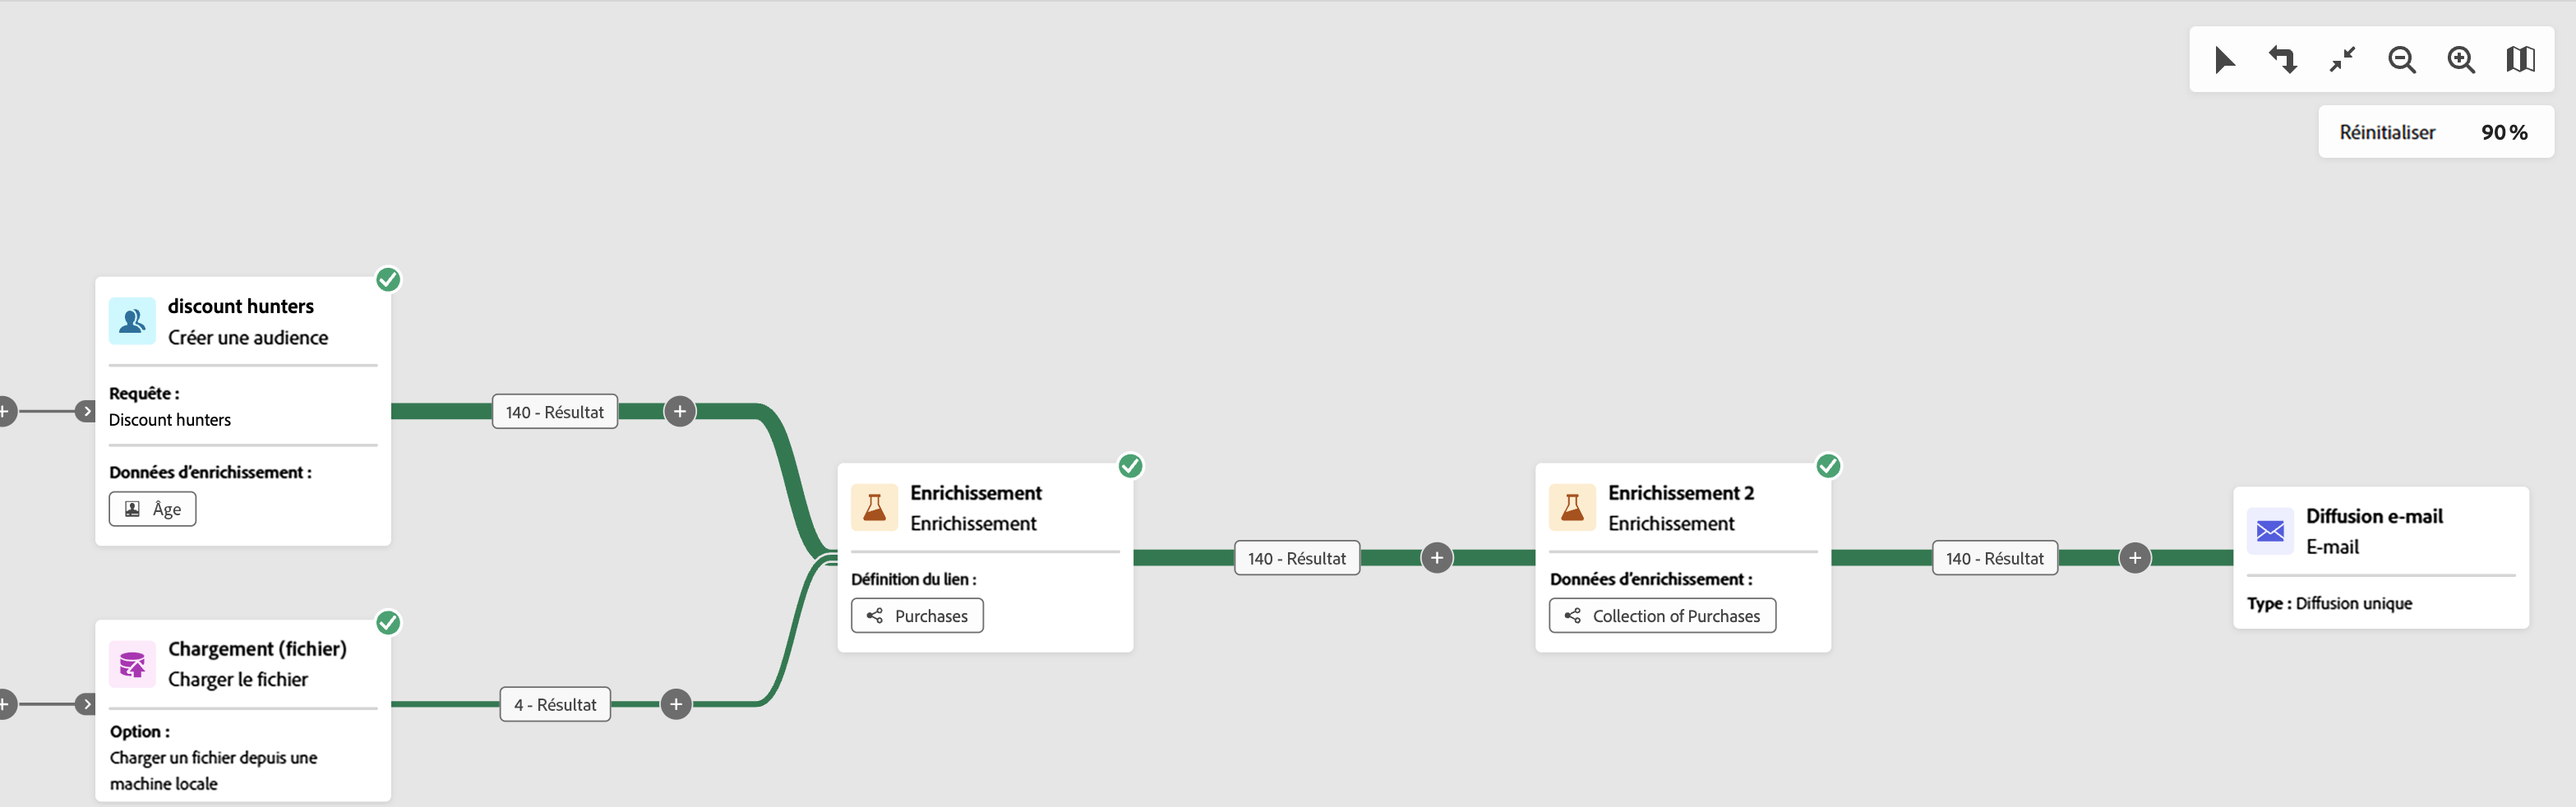 Réinitialiser 90 %
discount hunters
Créer une audience
Requête :
Discount hunters
Données d'enrichissement :
Âge
140 - Résultat
Chargement (fichier)
Charger le fichier
Option :
Charger un fichier depuis une
machine locale
4 - Résultat
Enrichissement
Enrichissement
Définition du lien :
Purchases
140 - Résultat
Enrichissement 2
Enrichissement
Données d'enrichissement :
Collection of Purchases
140 - Résultat
Diffusion e-mail
E-mail
Type : Diffusion unique